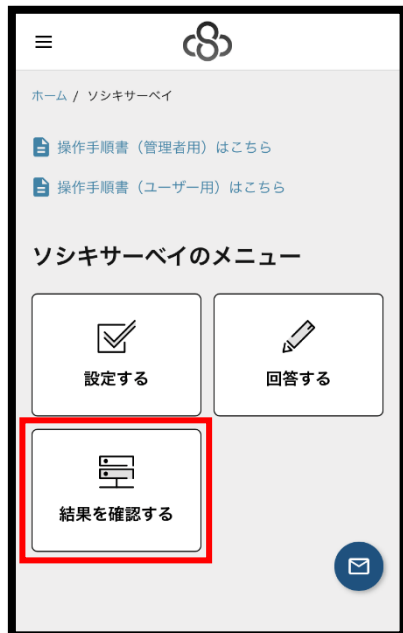 ホーム / ソシキサーベイ
操作手順書（管理者用）はこちら
操作手順書（ユーザー用）はこちら
ソシキサーベイのメニュー
設定する
回答する
結果を確認する